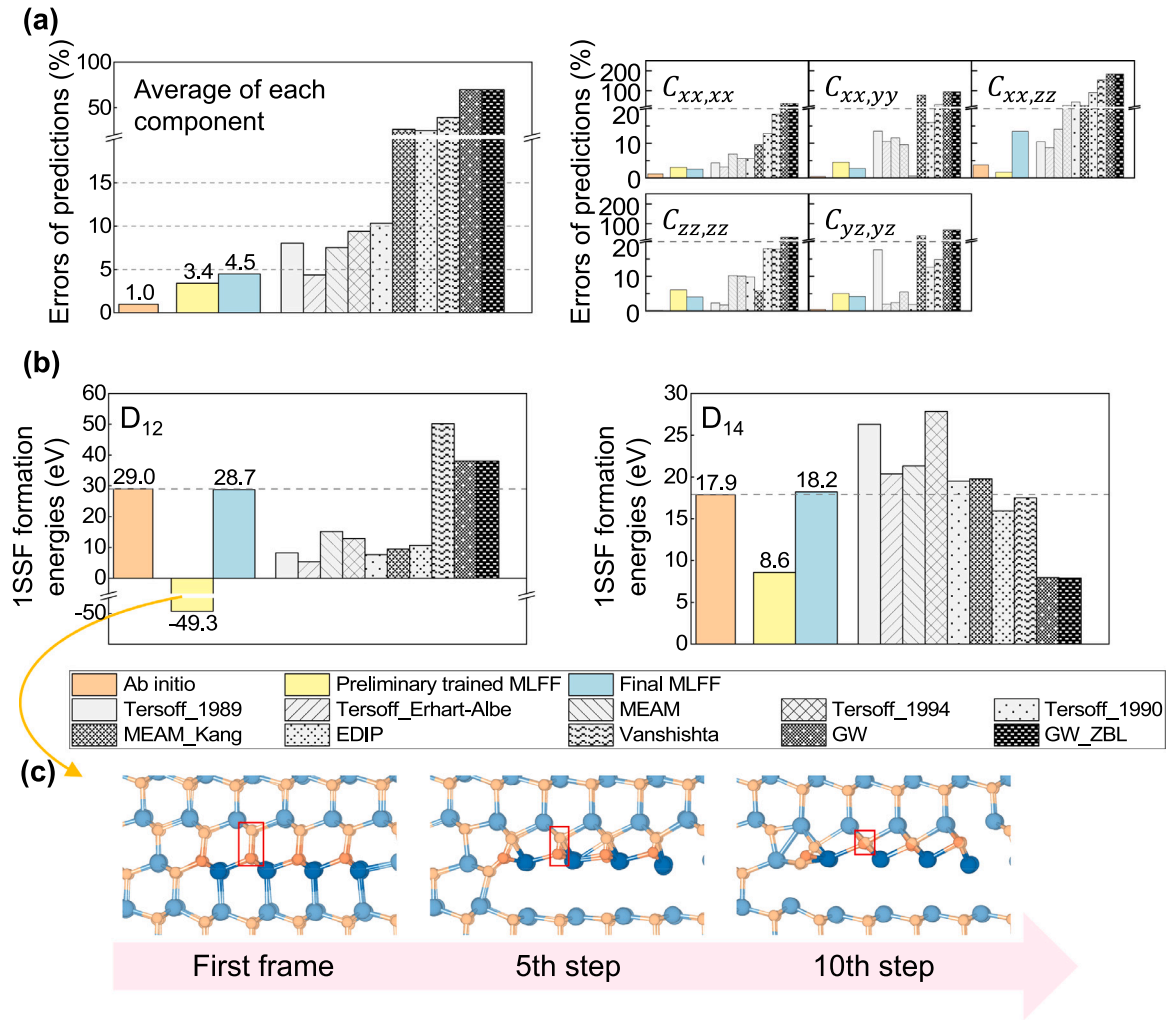 (a)
Errors of predictions (%)
100
50
15
10
5
0
Average of each
component
1.0
3.4
4.5
Errors of predictions (%)
200
100
20
10
0
C_xx,xx
C_xx,yy
C_xx,zz
200
100
20
10
0
C_zz,zz
C_yz,yz
(b)
1SSF formation
energies (eV)
60
50
40
30
20
10
0
-50
D₁₂
29.0
-49.3
28.7
1SSF formation
energies (eV)
30
25
20
15
10
5
0
D₁₄
17.9
8.6
18.2
Ab initio
Preliminary trained MLFF
Final MLFF
Tersoff_1989
Tersoff_Erhart-Albe
MEAM
Tersoff_1994
Tersoff_1990
MEAM_Kang
EDIP
Vanshishta
GW
GW_ZBL
(c)
First frame
5th step
10th step